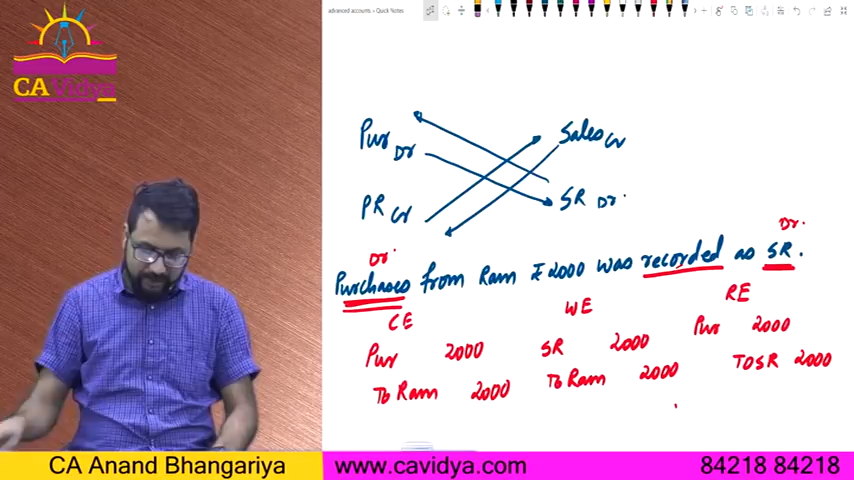 advanced accounts - Quick Notes
CA Vidya
Pur Dr
Sales Cr
PR Cr
SR Dr.
Dr.
Dr.
Purchases from Ram ₹2000 was recorded as SR.
CE
WE
RE
Pur 2000
SR 2000
Pur 2000
To Ram 2000
To Ram 2000
To SR 2000
CA Anand Bhangariya
www.cavidya.com
84218 84218